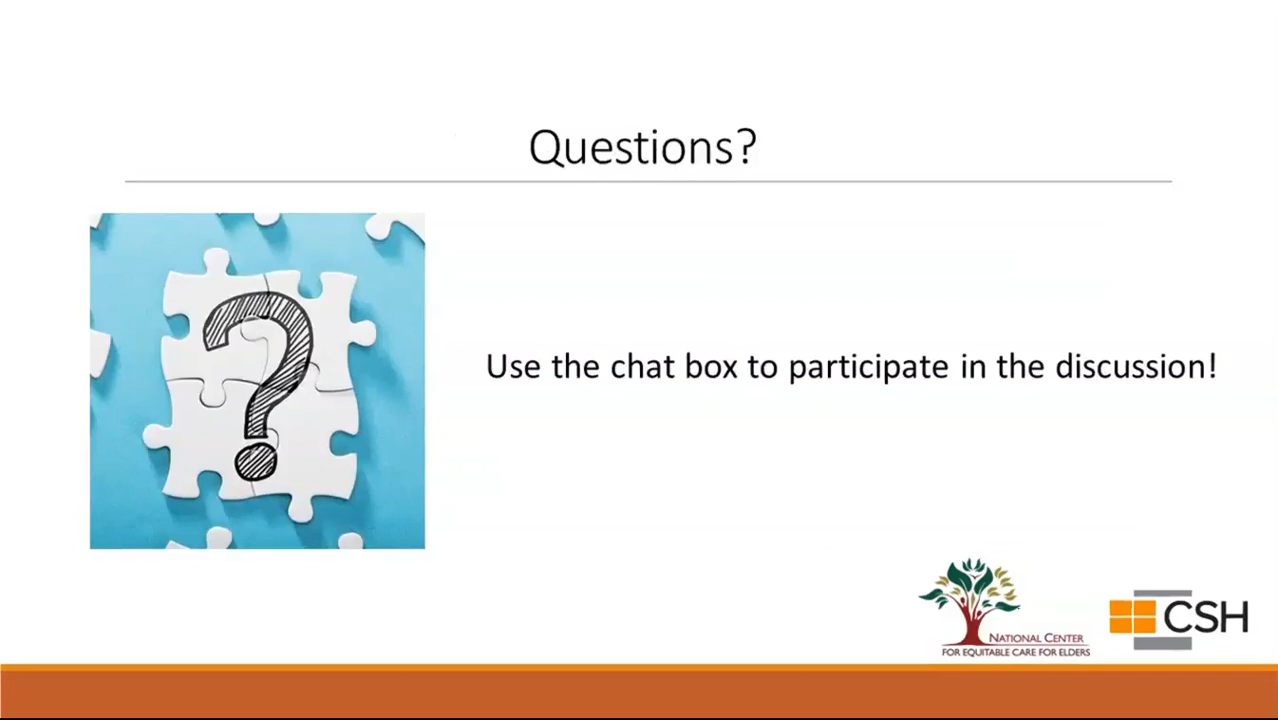 Questions?
Use the chat box to participate in the discussion!
NATIONAL CENTER
FOR EQUITABLE CARE FOR ELDERS
CSH